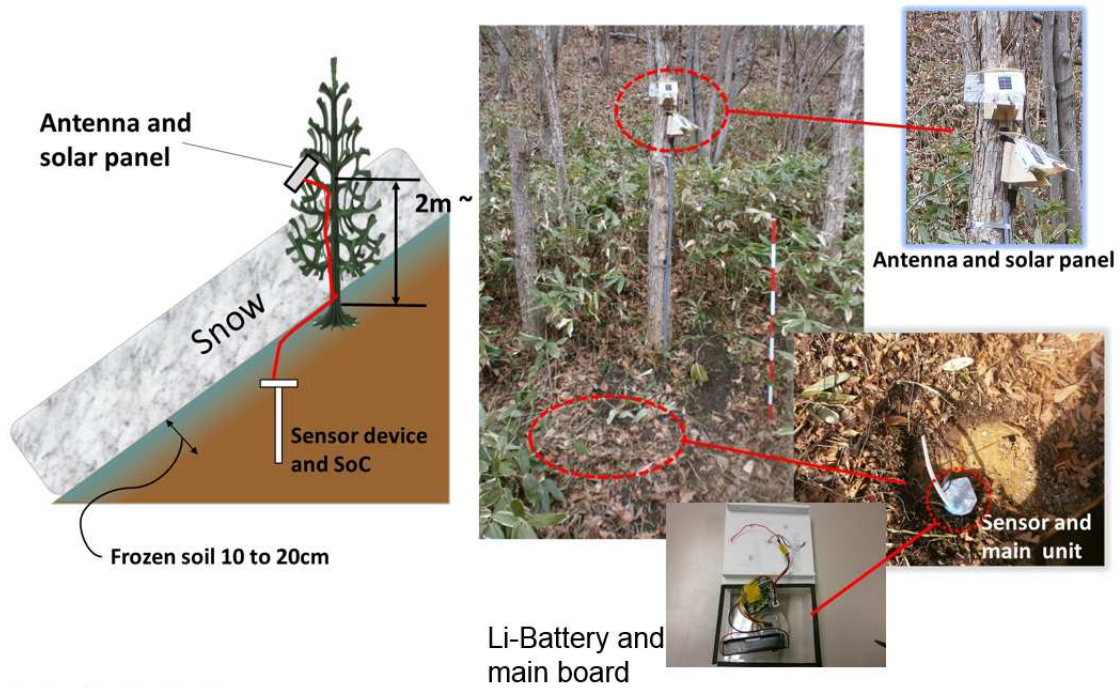 Antenna and
solar panel
2m ~
Snow
Sensor device
and SoC
Frozen soil 10 to 20cm
Antenna and solar panel
Sensor and
main unit
Li-Battery and
main board